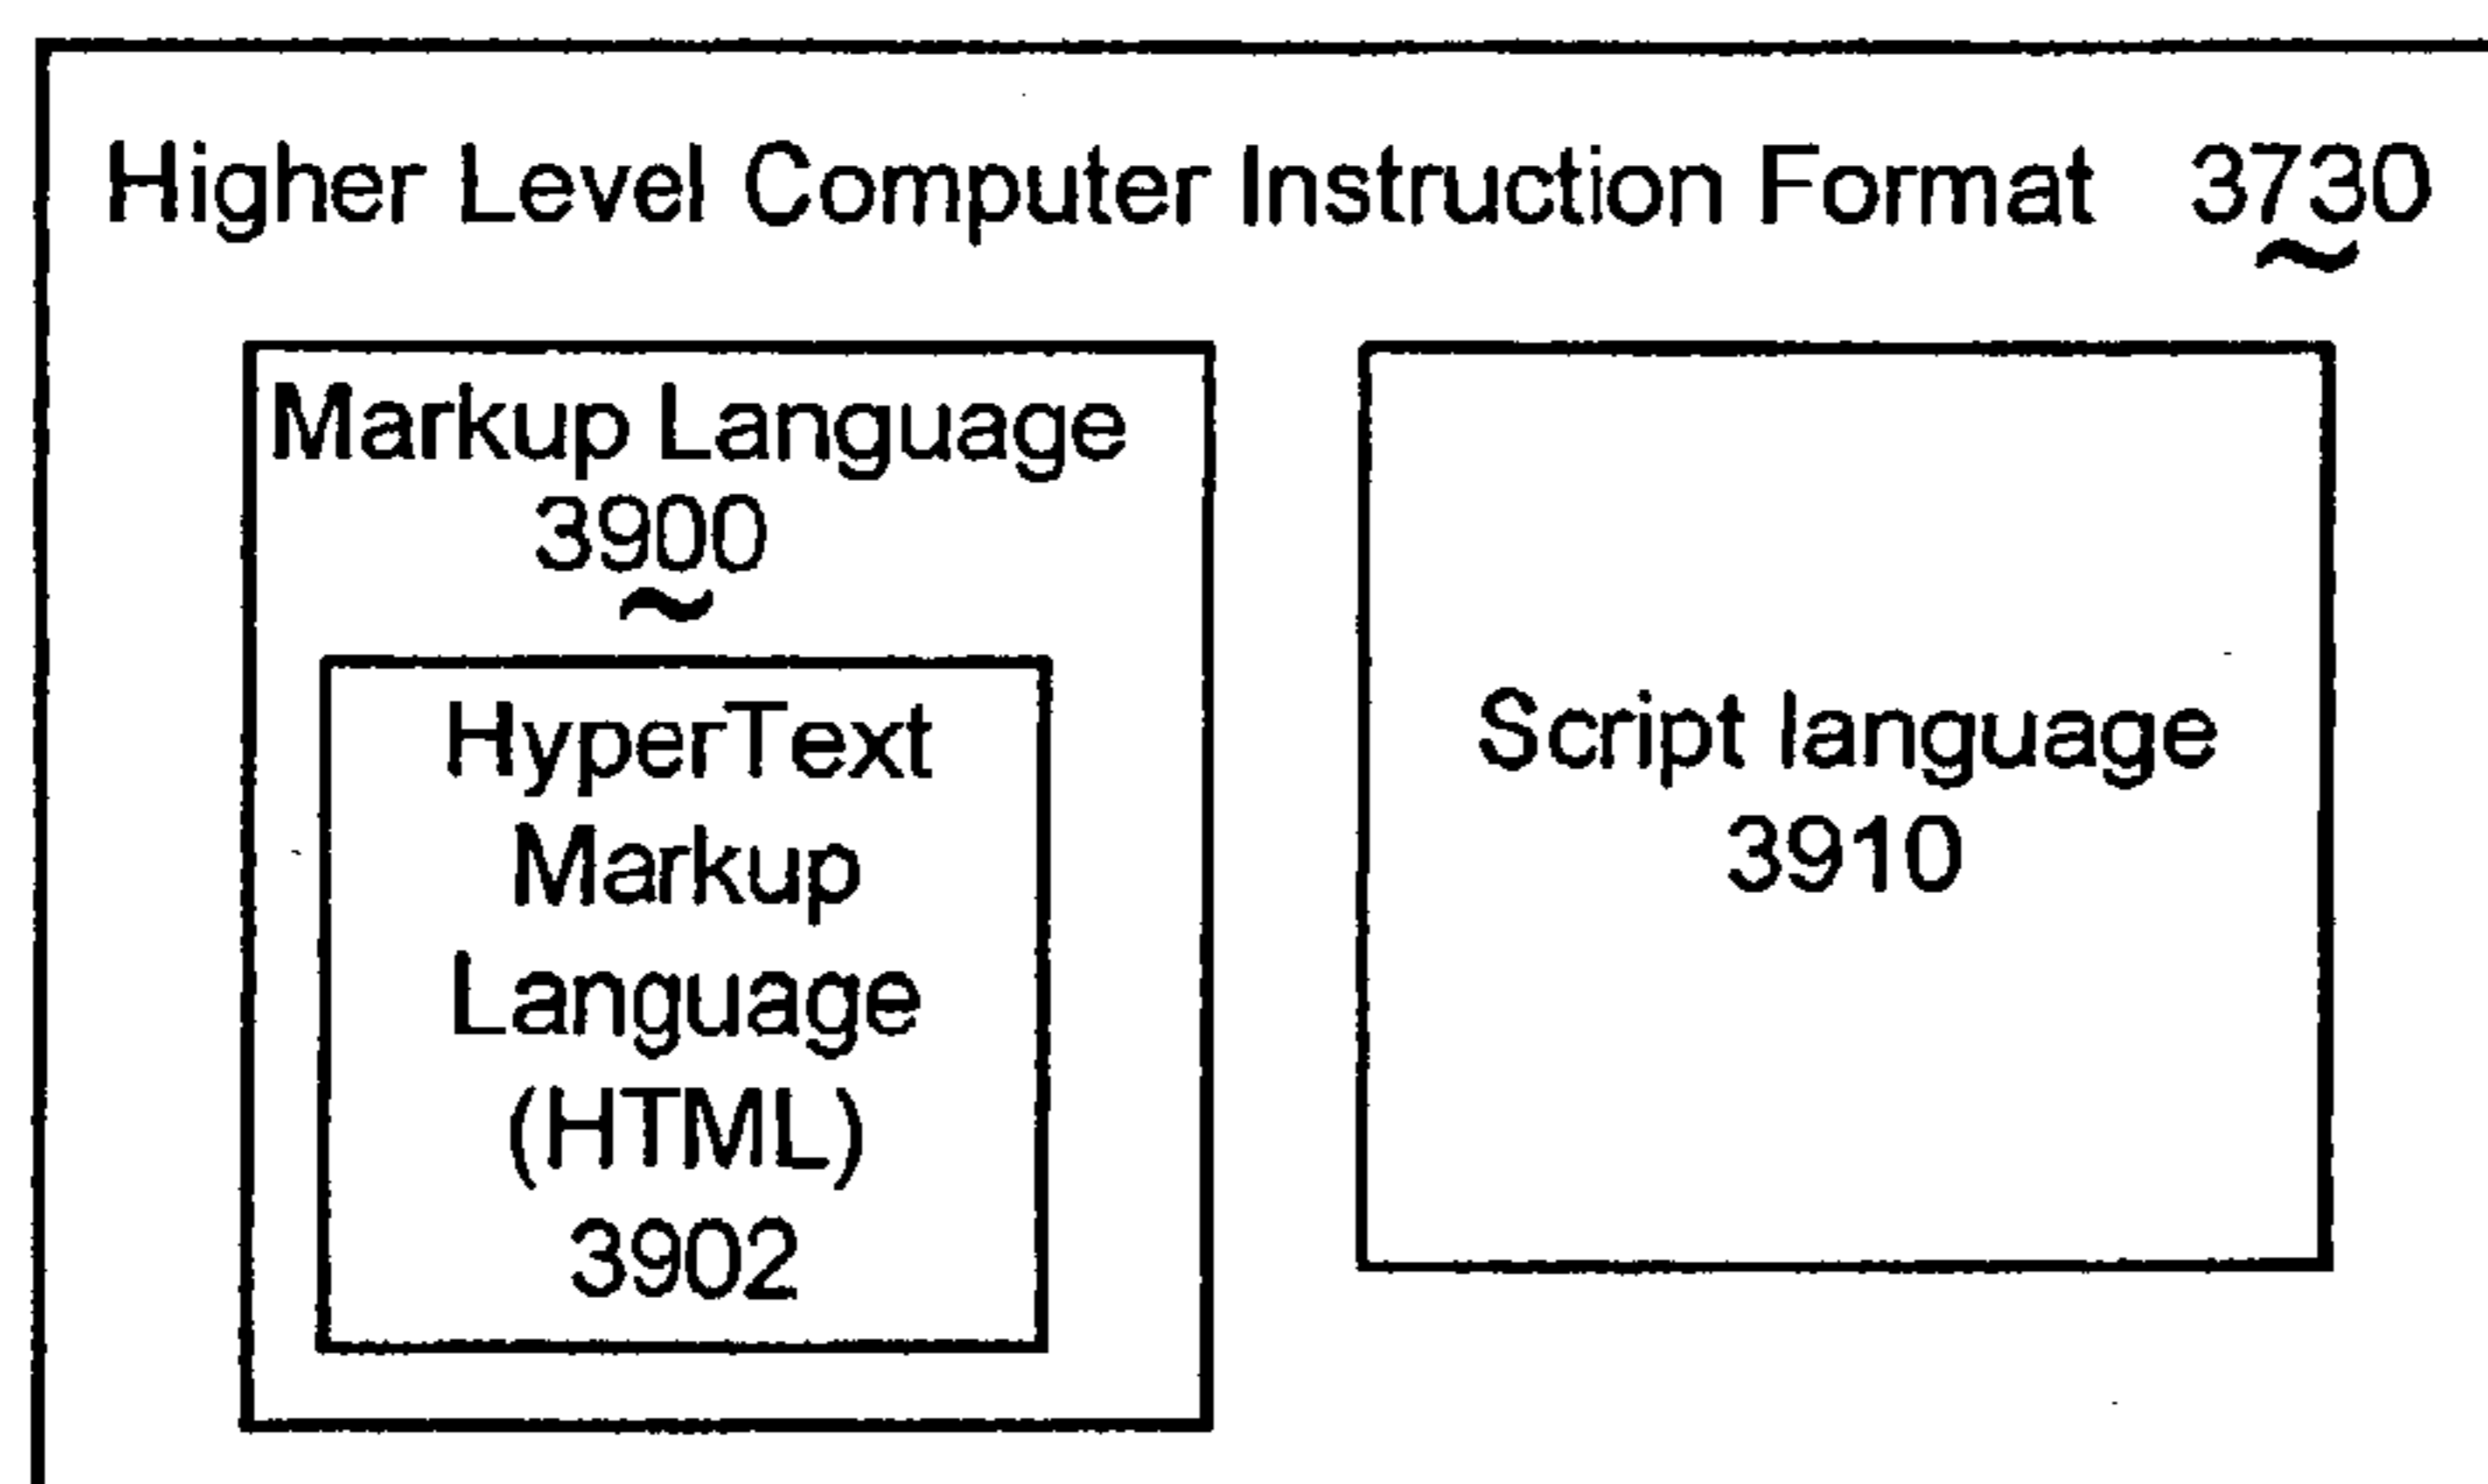 Higher Level Computer Instruction Format 3730
Markup Language
3900
HyperText
Markup
Language
(HTML)
3902
Script language
3910